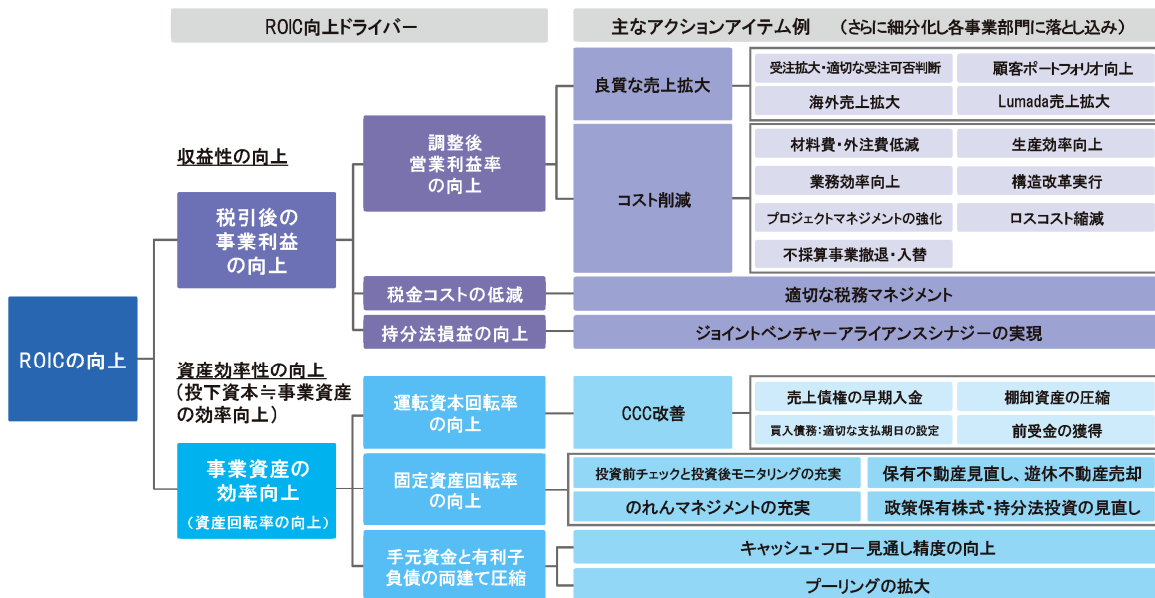 ROIC向上ドライバー
主なアクションアイテム例 (さらに細分化し各事業部門に落とし込み)
ROICの向上
収益性の向上
税引後の
事業利益
の向上
調整後
営業利益率
の向上
良質な売上拡大
受注拡大・適切な受注可否判断
顧客ポートフォリオ向上
海外売上拡大
Lumada売上拡大
コスト削減
材料費・外注費低減
生産効率向上
業務効率向上
構造改革実行
プロジェクトマネジメントの強化
ロスコスト縮減
不採算事業撤退・入替
税金コストの低減
適切な税務マネジメント
持分法損益の向上
ジョイントベンチャーアライアンスシナジーの実現
資産効率性の向上
(投下資本≒事業資産
の効率向上)
事業資産の
効率向上
(資産回転率の向上)
運転資本回転率
の向上
CCC改善
売上債権の早期入金
棚卸資産の圧縮
買入債務:適切な支払期日の設定
前受金の獲得
固定資産回転率
の向上
投資前チェックと投資後モニタリングの充実
保有不動産見直し、遊休不動産売却
のれんマネジメントの充実
政策保有株式・持分法投資の見直し
手元資金と有利子
負債の両建て圧縮
キャッシュ・フロー見通し精度の向上
プーリングの拡大